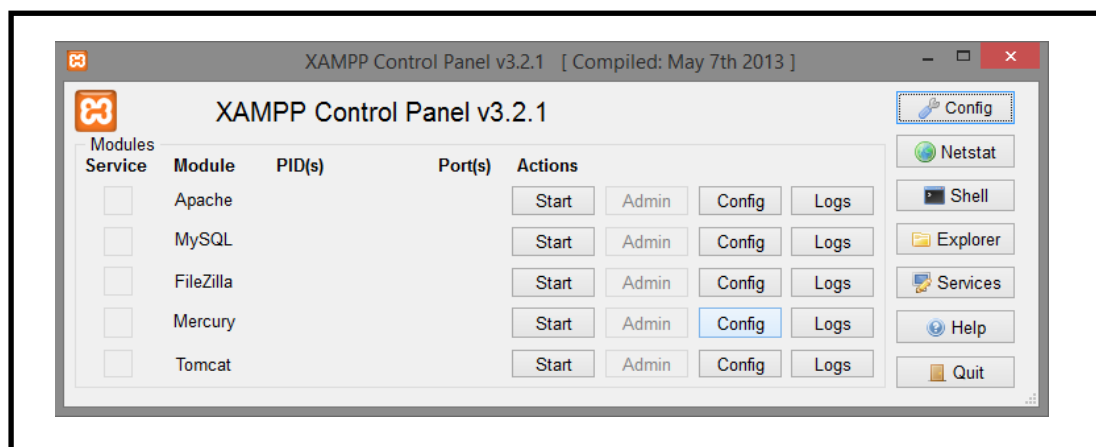 XAMPP Control Panel v3.2.1 [ Compiled: May 7th 2013 ]
XAMPP Control Panel v3.2.1
Config
Modules
Service Module PID(s) Port(s) Actions
Netstat
Apache Start Admin Config Logs
Shell
MySQL Start Admin Config Logs
Explorer
FileZilla Start Admin Config Logs
Services
Mercury Start Admin Config Logs
Help
Tomcat Start Admin Config Logs
Quit